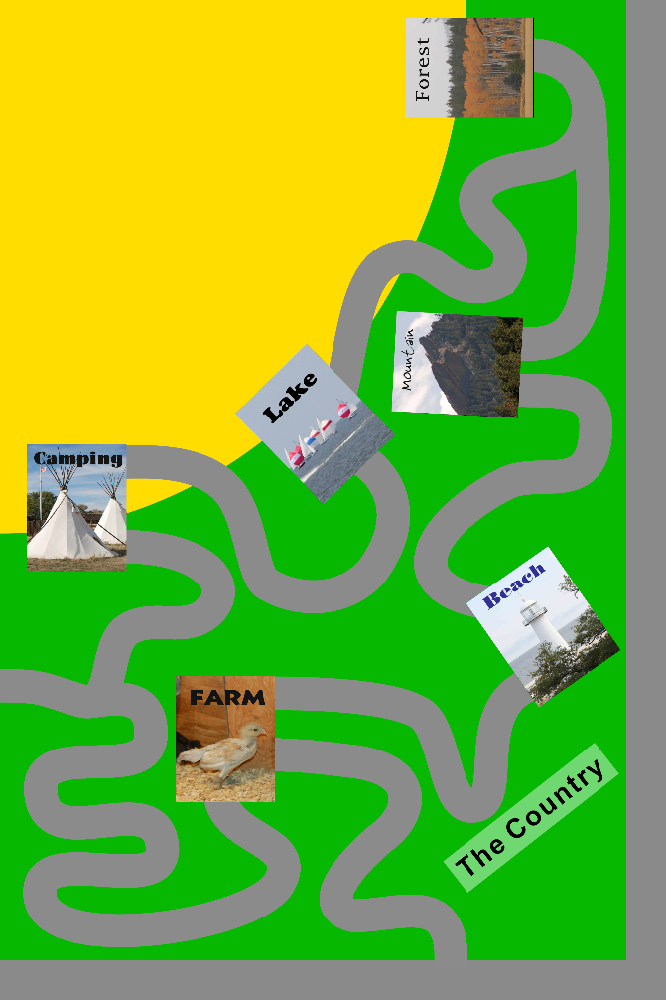 Forest
Mountain
Lake
Camping
Beach
FARM
The Country